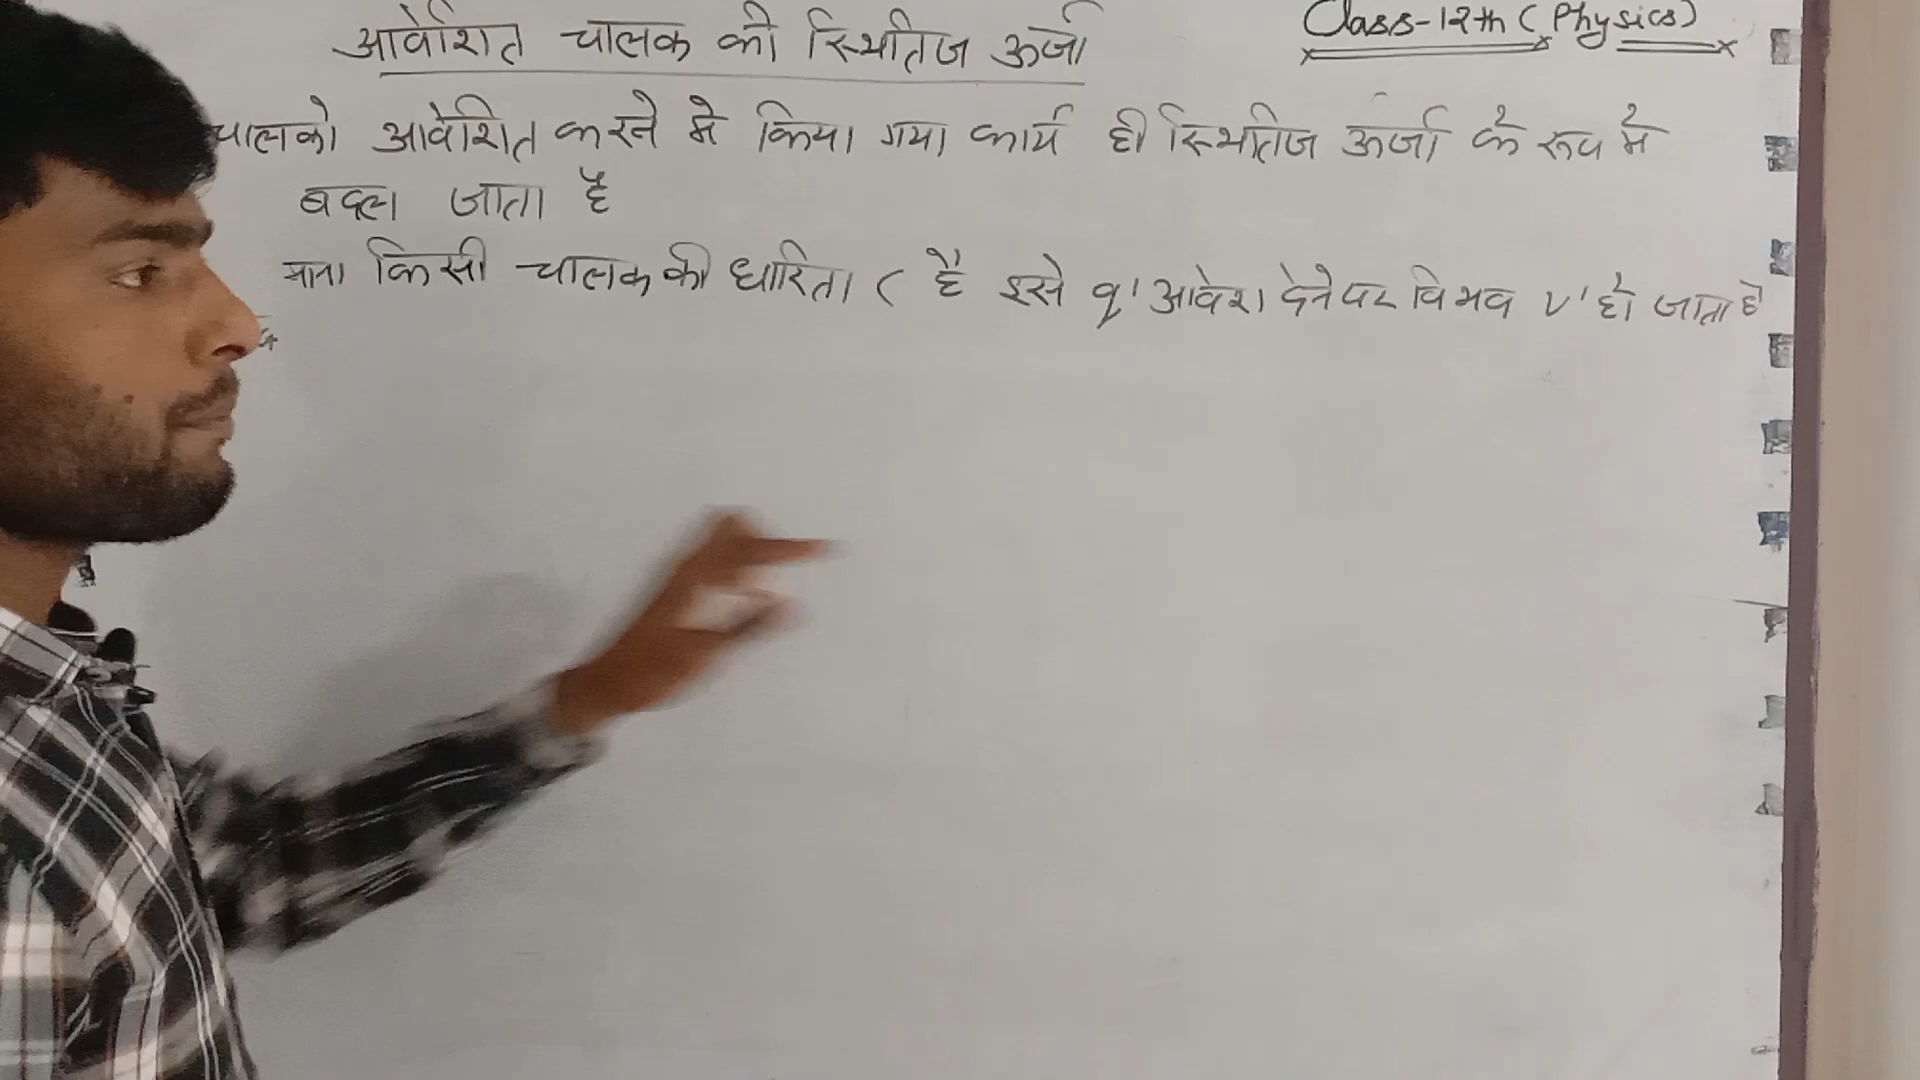 आवेशित चालक की स्थितिज ऊर्जा
Class-12th (Physics)
चालको आवेशित करने मे किया गया कार्य ही स्थितिज ऊर्जा के रूप मे
बदल जाता है
माना किसी चालक की धारिता C है इसे q' आवेश देने पर विभव V' हो जाता है